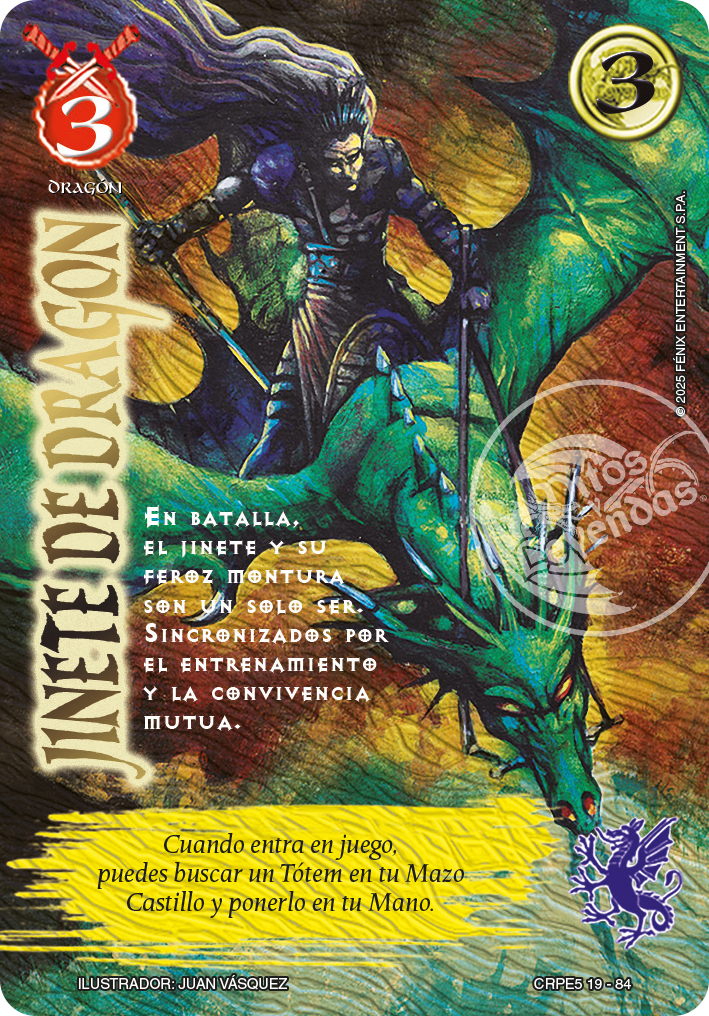 3
3
DRAGÓN
JINETE DE DRAGON
© 2025 FÉNIX ENTERTAINMENT S.P.A.
Mitos
Leyendas
En batalla,
el jinete y su
feroz montura
son un solo ser.
Sincronizados por
el entrenamiento
y la convivencia
mutua.
Cuando entra en juego,
puedes buscar un Tótem en tu Mazo
Castillo y ponerlo en tu Mano.
ILUSTRADOR: JUAN VÁSQUEZ
CRPE5 19 - 84